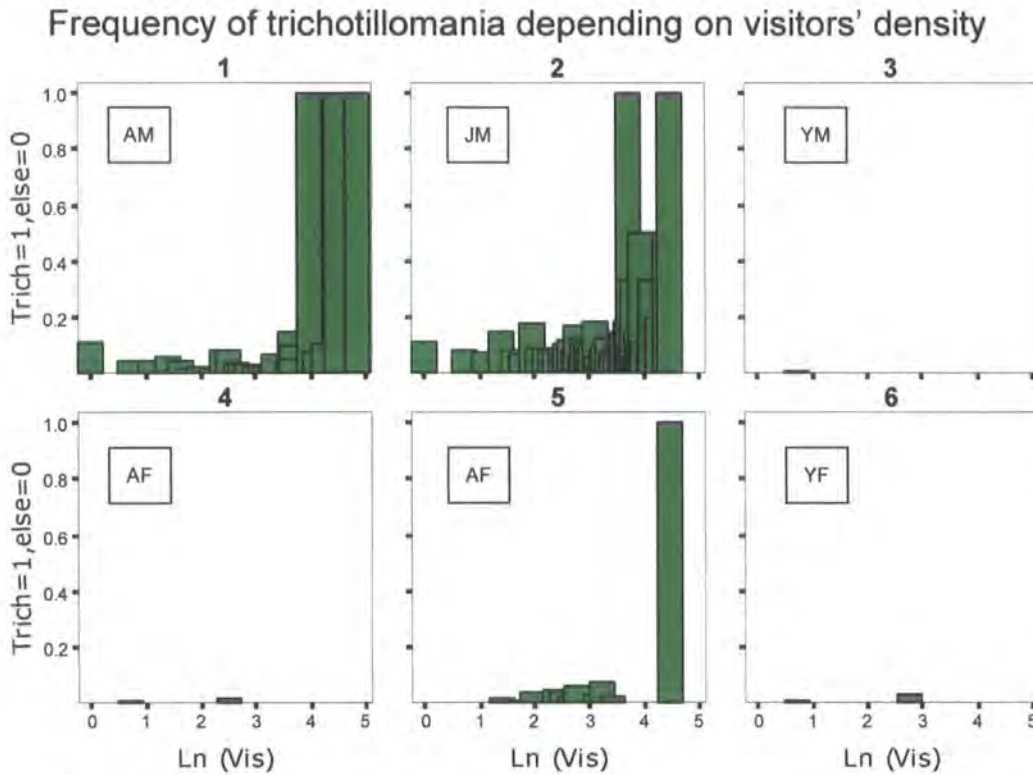 Frequency of trichotillomania depending on visitors' density
1 2 3
Trich=1,else=0
1.0
0.8
0.6
0.4
0.2
AM JM YM
4 5 6
Trich=1,else=0
1.0
0.8
0.6
0.4
0.2
AF AF YF
0 1 2 3 4 5 0 1 2 3 4 5 0 1 2 3 4 5
Ln (Vis) Ln (Vis) Ln (Vis)